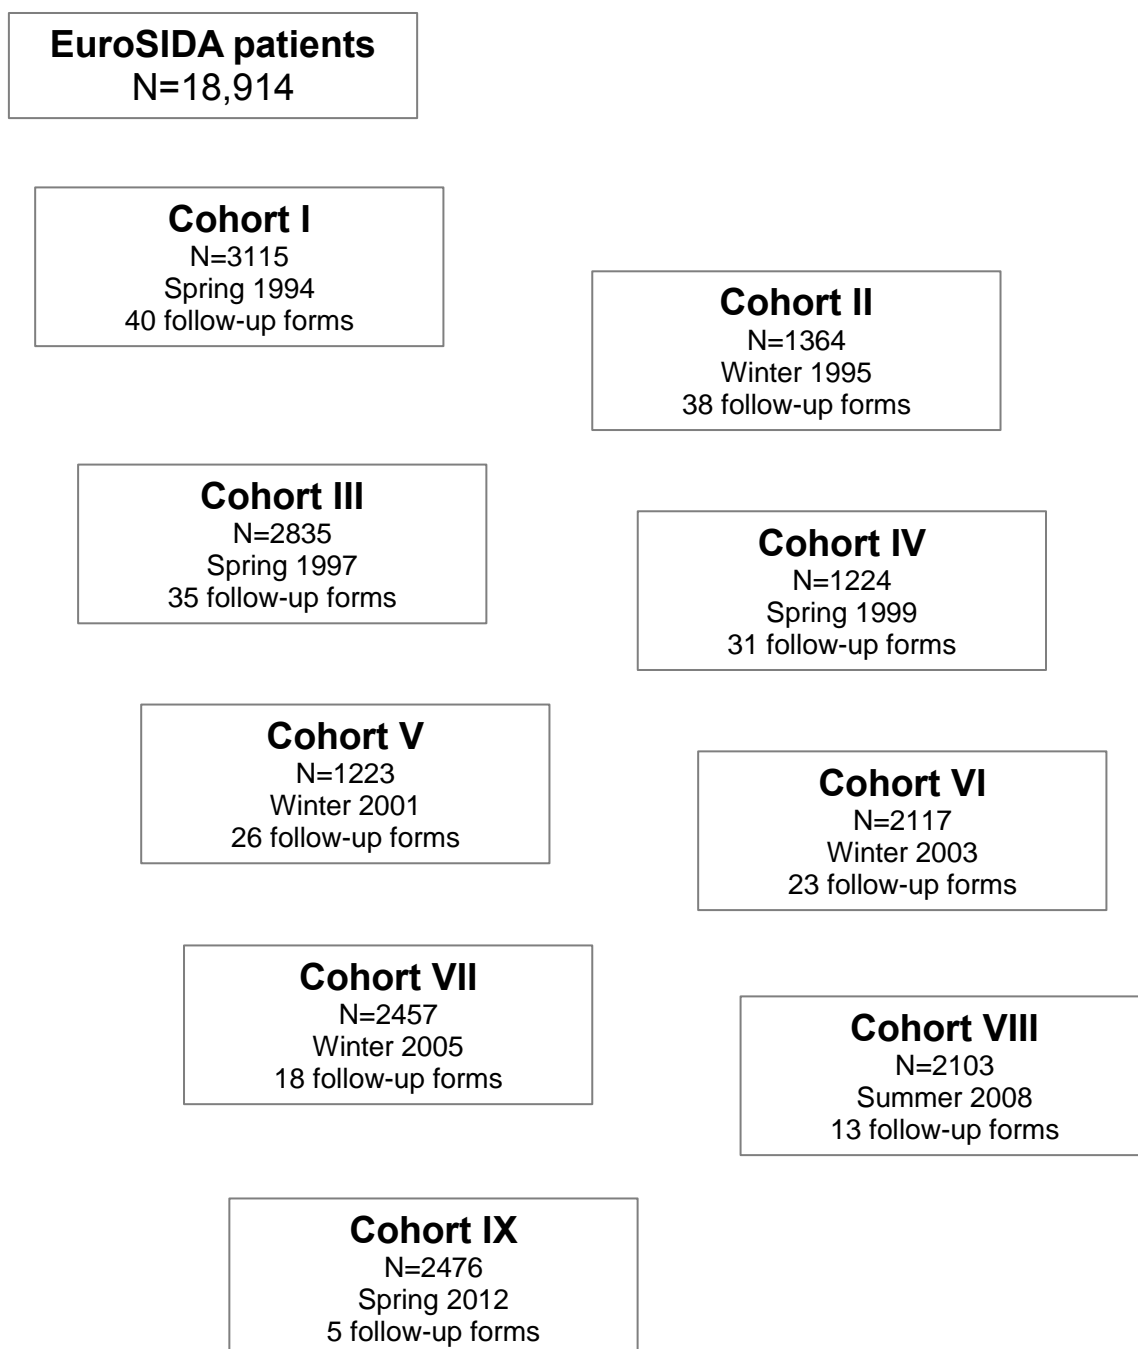 EuroSIDA patients
N=18,914
Cohort I
N=3115
Spring 1994
40 follow-up forms
Cohort II
N=1364
Winter 1995
38 follow-up forms
Cohort III
N=2835
Spring 1997
35 follow-up forms
Cohort IV
N=1224
Spring 1999
31 follow-up forms
Cohort V
N=1223
Winter 2001
26 follow-up forms
Cohort VI
N=2117
Winter 2003
23 follow-up forms
Cohort VII
N=2457
Winter 2005
18 follow-up forms
Cohort VIII
N=2103
Summer 2008
13 follow-up forms
Cohort IX
N=2476
Spring 2012
5 follow-up forms